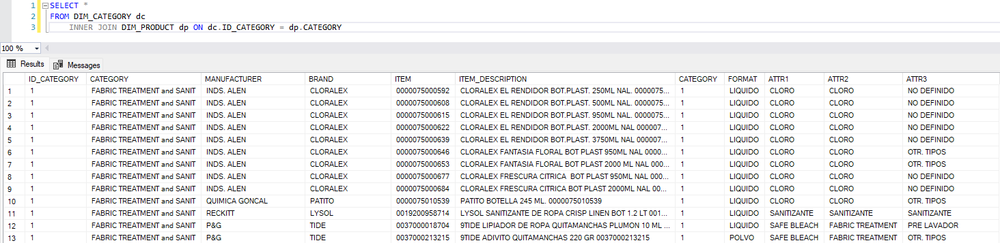 1 SELECT *
2 FROM DIM_CATEGORY dc
3 INNER JOIN DIM_PRODUCT dp ON dc.ID_CATEGORY = dp.CATEGORY
100 %
Results Messages
ID_CATEGORY CATEGORY MANUFACTURER BRAND ITEM ITEM_DESCRIPTION CATEGORY FORMAT ATTR1 ATTR2 ATTR3
1 1 FABRIC TREATMENT and SANIT INDS. ALEN CLORALEX 0000075000592 CLORALEX EL RENDIDOR BOT.PLAST. 250ML NAL. 0000075... 1 LIQUIDO CLORO CLORO NO DEFINIDO
2 1 FABRIC TREATMENT and SANIT INDS. ALEN CLORALEX 0000075000608 CLORALEX EL RENDIDOR BOT.PLAST. 500ML NAL. 0000075... 1 LIQUIDO CLORO CLORO NO DEFINIDO
3 1 FABRIC TREATMENT and SANIT INDS. ALEN CLORALEX 0000075000615 CLORALEX EL RENDIDOR BOT.PLAST. 950ML NAL. 0000075... 1 LIQUIDO CLORO CLORO NO DEFINIDO
4 1 FABRIC TREATMENT and SANIT INDS. ALEN CLORALEX 0000075000622 CLORALEX EL RENDIDOR BOT.PLAST. 2000ML NAL 000007... 1 LIQUIDO CLORO CLORO NO DEFINIDO
5 1 FABRIC TREATMENT and SANIT INDS. ALEN CLORALEX 0000075000639 CLORALEX EL RENDIDOR BOT.PLAST. 3750ML NAL 000007... 1 LIQUIDO CLORO CLORO NO DEFINIDO
6 1 FABRIC TREATMENT and SANIT INDS. ALEN CLORALEX 0000075000646 CLORALEX FANTASIA FLORAL BOT PLAST 950ML NAL 0000... 1 LIQUIDO CLORO CLORO OTR. TIPOS
7 1 FABRIC TREATMENT and SANIT INDS. ALEN CLORALEX 0000075000653 CLORALEX FANTASIA FLORAL BOT PLAST 2000 ML NAL 000... 1 LIQUIDO CLORO CLORO OTR. TIPOS
8 1 FABRIC TREATMENT and SANIT INDS. ALEN CLORALEX 0000075000677 CLORALEX FRESCURA CITRICA  BOT PLAST 950ML NAL 000... 1 LIQUIDO CLORO CLORO NO DEFINIDO
9 1 FABRIC TREATMENT and SANIT INDS. ALEN CLORALEX 0000075000684 CLORALEX FRESCURA CITRICA BOT PLAST 2000ML NAL 00... 1 LIQUIDO CLORO CLORO NO DEFINIDO
10 1 FABRIC TREATMENT and SANIT QUIMICA GONCAL PATITO 0000075010539 PATITO BOTELLA 245 ML. 0000075010539 1 LIQUIDO CLORO CLORO OTR. TIPOS
11 1 FABRIC TREATMENT and SANIT RECKITT LYSOL 0019200958714 LYSOL SANITIZANTE DE ROPA CRISP LINEN BOT 1.2 LT 001... 1 LIQUIDO SANITIZANTE SANITIZANTE SANITIZANTE
12 1 FABRIC TREATMENT and SANIT P&G TIDE 0037000018704 9TIDE LIPIADOR DE ROPA QUITAMANCHAS PLUMON 10 ML ... 1 LIQUIDO SAFE BLEACH FABRIC TREATMENT PRE LAVADOR
13 1 FABRIC TREATMENT and SANIT P&G TIDE 0037000213215 9TIDE ADIVITO QUITAMANCHAS 220 GR 0037000213215 1 POLVO SAFE BLEACH FABRIC TREATMENT OTR. TIPOS